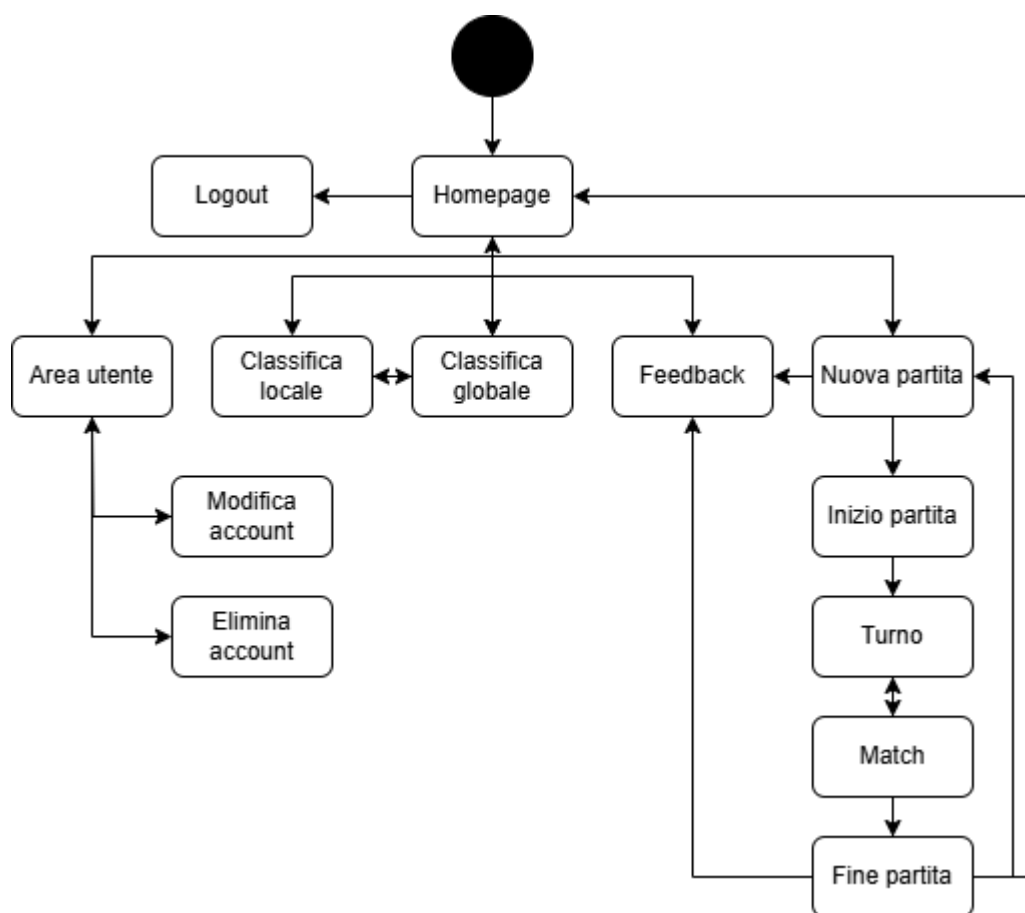 Logout
Homepage
Area utente
Classifica
locale
Classifica
globale
Feedback
Nuova partita
Modifica
account
Inizio partita
Elimina
account
Turno
Match
Fine partita